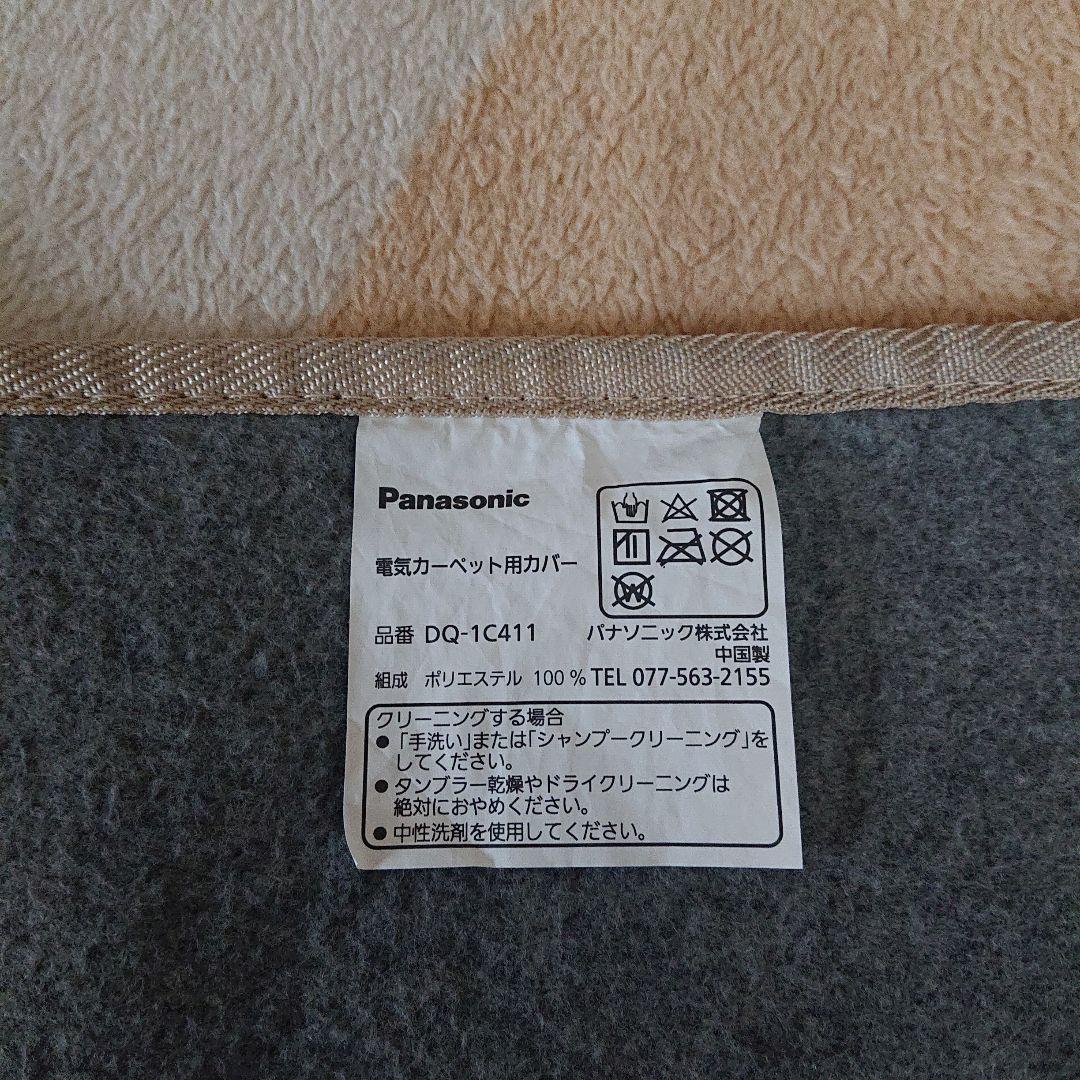 Panasonic
電気カーペット用カバー
品番 DQ-1C411
パナソニック株式会社
中国製
組成 ポリエステル 100 % TEL 077-563-2155
クリーニングする場合
●「手洗い」または「シャンプークリーニング」を
してください。
●タンブラー乾燥やドライクリーニングは
絶対におやめください。
●中性洗剤を使用してください。